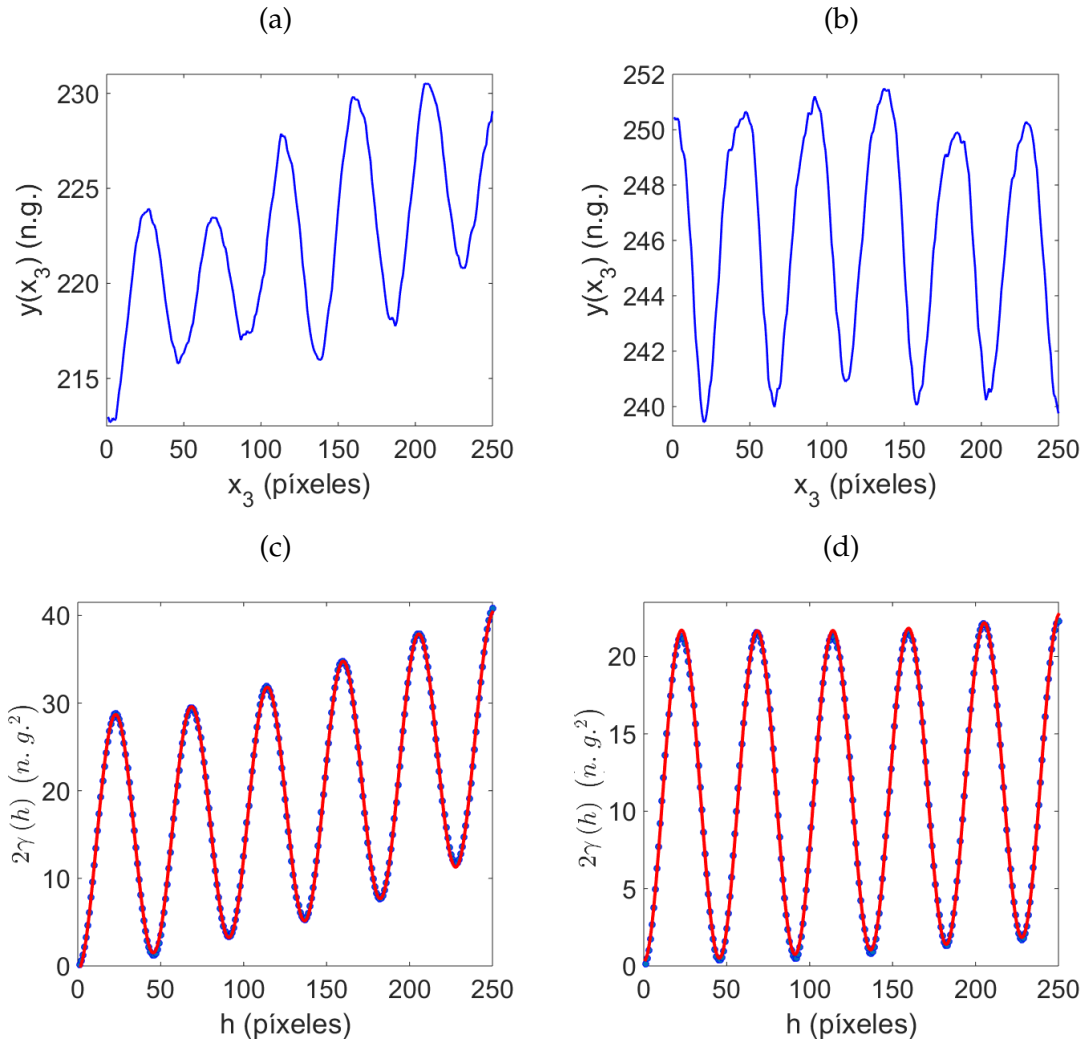 (a)
y(x₃) (n.g.)
230
225
220
215
0 50 100 150 200 250
x₃ (píxeles)
(b)
y(x₃) (n.g.)
252
250
248
246
244
242
240
0 50 100 150 200 250
x₃ (píxeles)
(c)
2γ(h) (n. g.²)
40
30
20
10
0
0 50 100 150 200 250
h (píxeles)
(d)
2γ(h) (n. g.²)
20
15
10
5
0
0 50 100 150 200 250
h (píxeles)